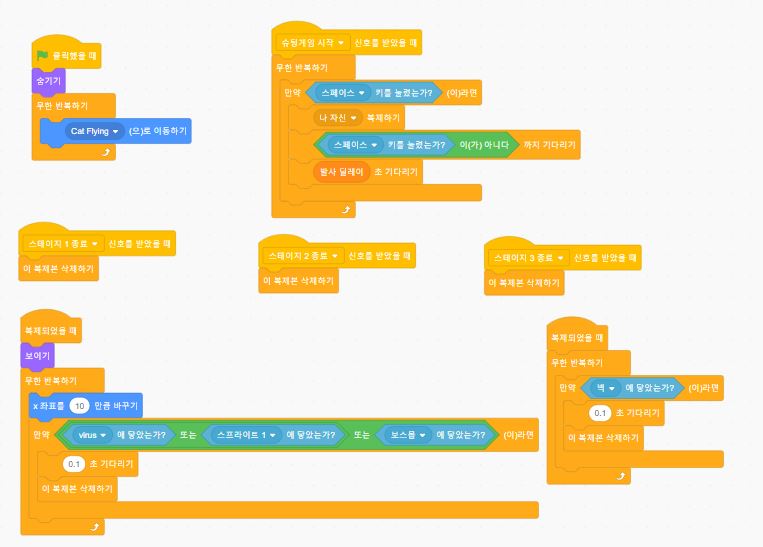 클릭했을 때
숨기기
무한 반복하기
Cat Flying (으)로 이동하기
슈팅게임 시작 신호를 받았을 때
무한 반복하기
만약 스페이스 키를 눌렀는가? (이)라면
나 자신 복제하기
스페이스 키를 눌렀는가? 이(가) 아니다 까지 기다리기
발사 딜레이 초 기다리기
스테이지 1 종료 신호를 받았을 때
이 복제본 삭제하기
스테이지 2 종료 신호를 받았을 때
이 복제본 삭제하기
스테이지 3 종료 신호를 받았을 때
이 복제본 삭제하기
복제되었을 때
보이기
무한 반복하기
x 좌표를 10 만큼 바꾸기
만약 virus 에 닿았는가? 또는 스프라이트 1 에 닿았는가? 또는 보스몹 에 닿았는가? (이)라면
0.1 초 기다리기
이 복제본 삭제하기
복제되었을 때
무한 반복하기
만약 벽 에 닿았는가? (이)라면
0.1 초 기다리기
이 복제본 삭제하기